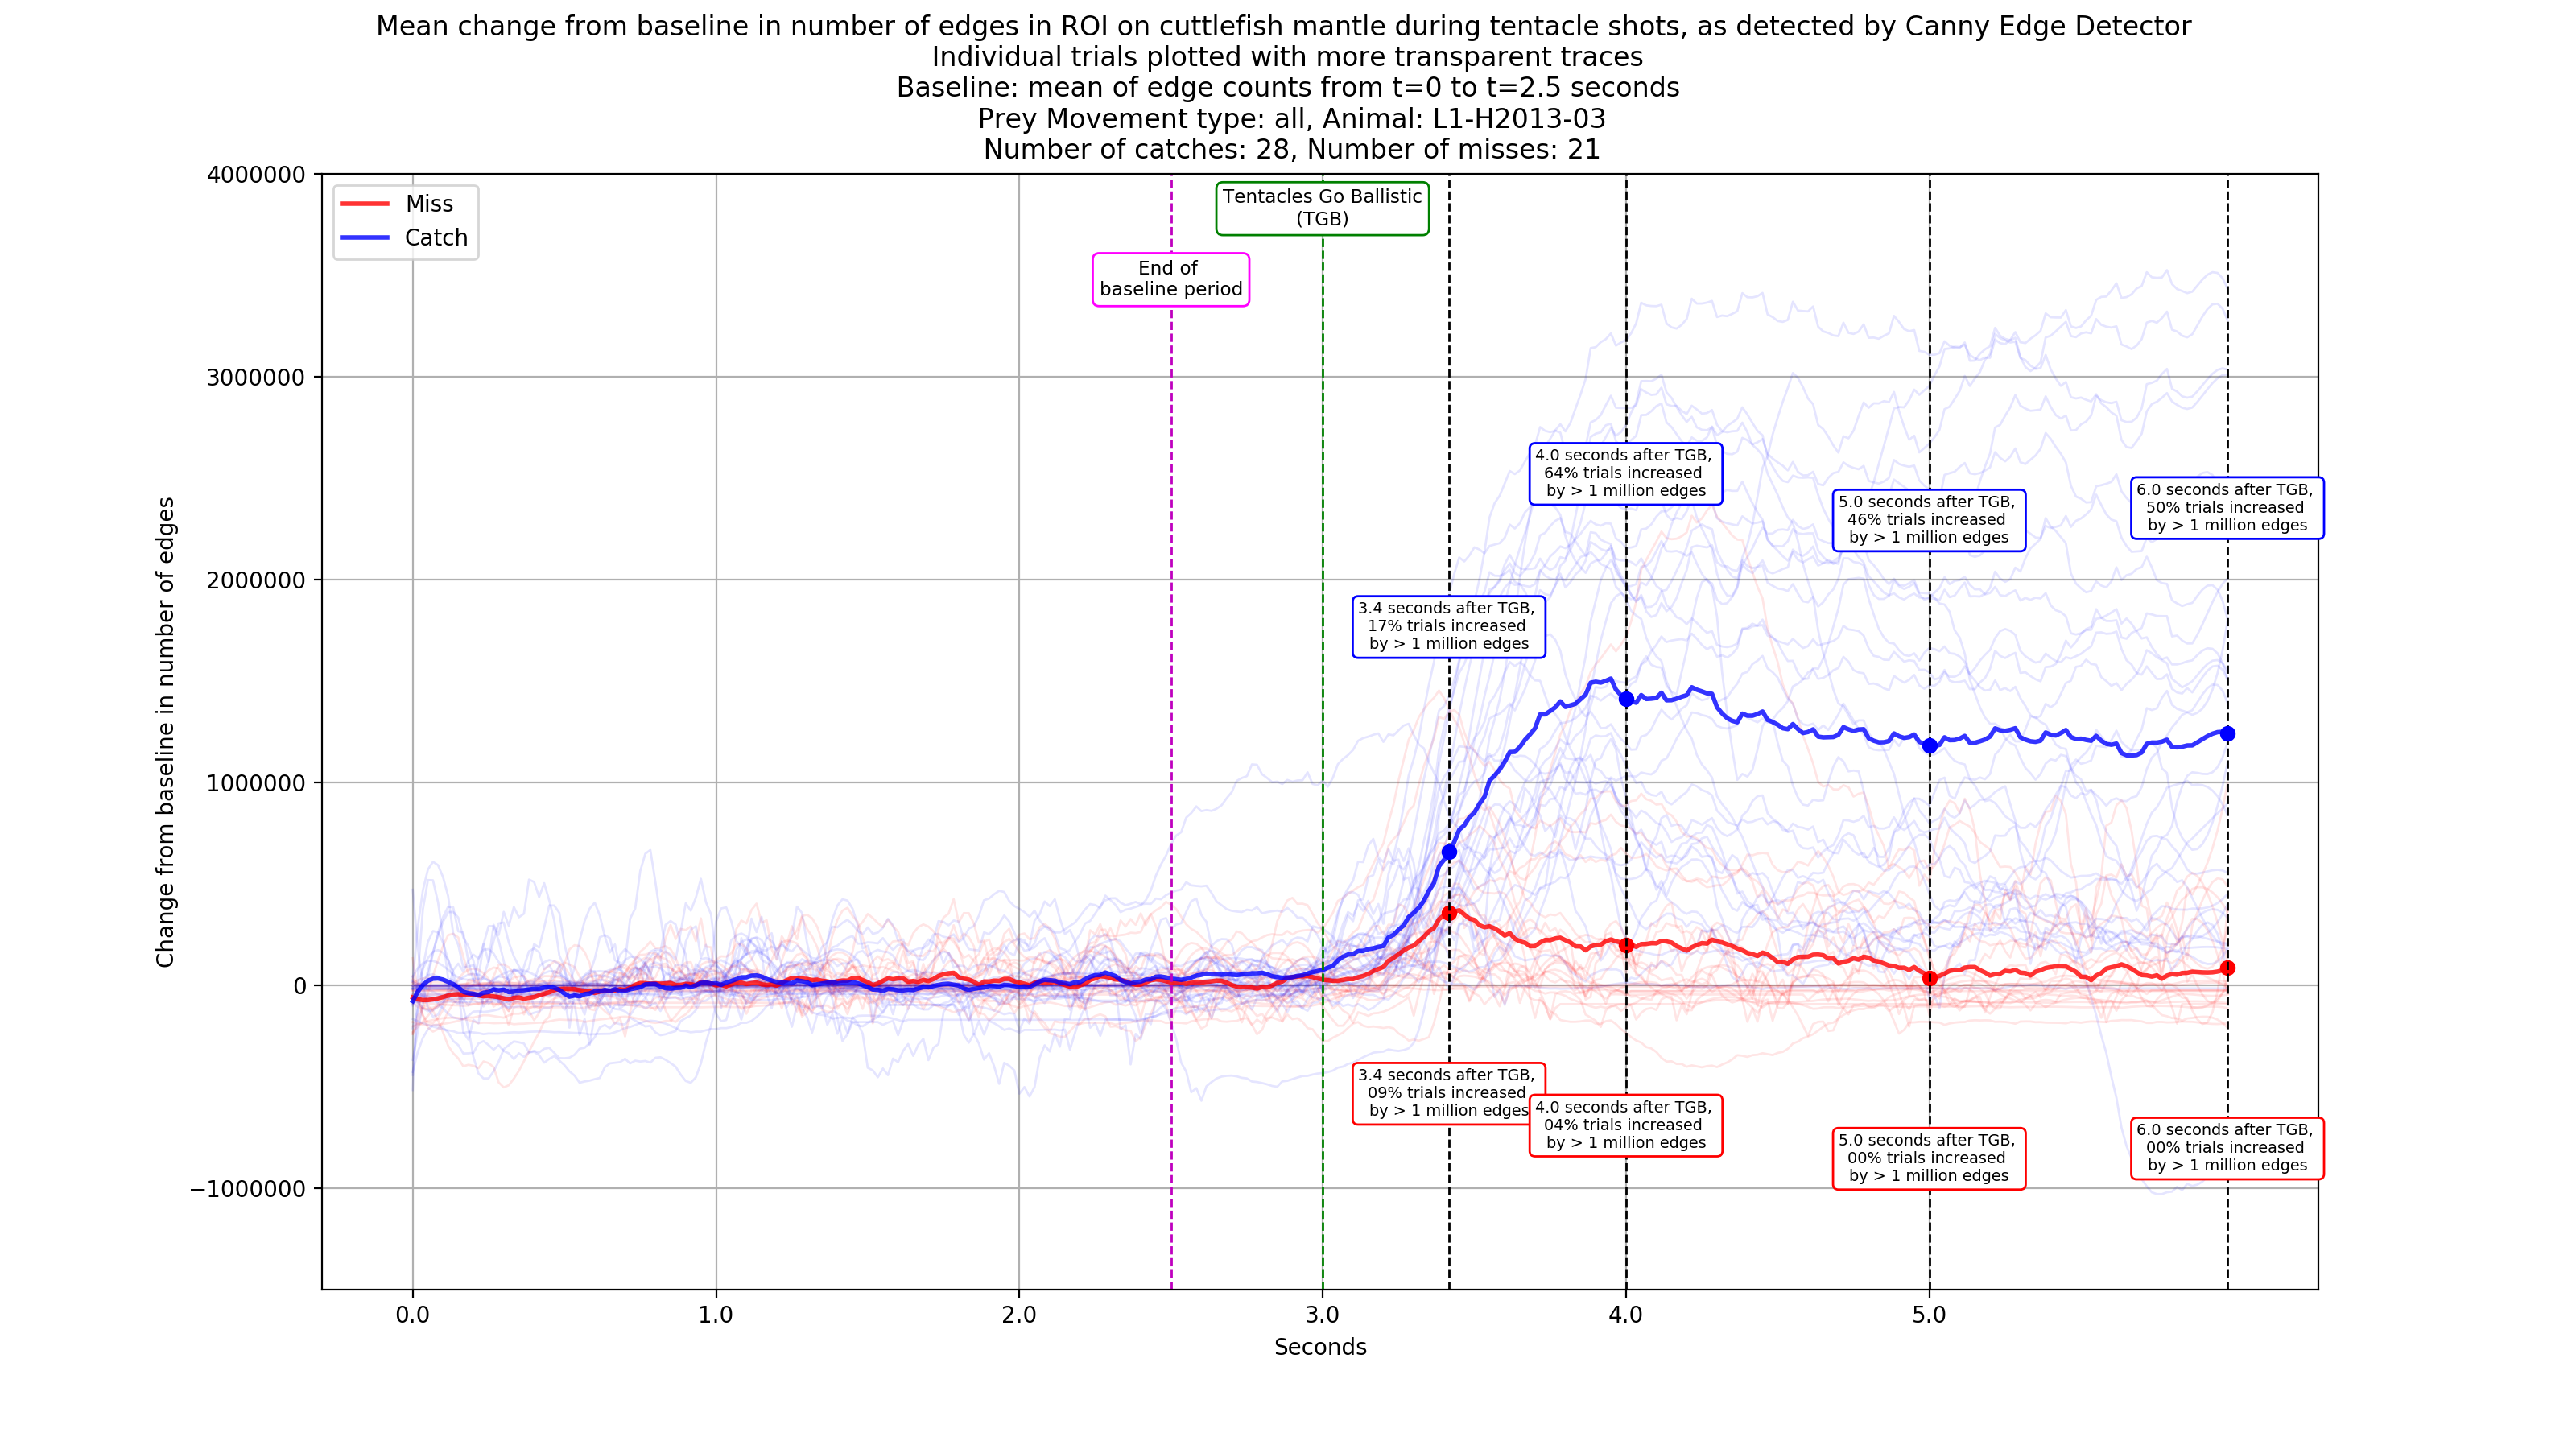 Mean change from baseline in number of edges in ROI on cuttlefish mantle during tentacle shots, as detected by Canny Edge Detector
Individual trials plotted with more transparent traces
Baseline: mean of edge counts from t=0 to t=2.5 seconds
Prey Movement type: all, Animal: L1-H2013-03
Number of catches: 28, Number of misses: 21
Miss
Catch
Tentacles Go Ballistic
(TGB)
End of
baseline period
4.0 seconds after TGB,
64% trials increased
by > 1 million edges
5.0 seconds after TGB,
46% trials increased
by > 1 million edges
6.0 seconds after TGB,
50% trials increased
by > 1 million edges
3.4 seconds after TGB,
17% trials increased
by > 1 million edges
3.4 seconds after TGB,
09% trials increased
by > 1 million edges
4.0 seconds after TGB,
04% trials increased
by > 1 million edges
5.0 seconds after TGB,
00% trials increased
by > 1 million edges
6.0 seconds after TGB,
00% trials increased
by > 1 million edges
Change from baseline in number of edges
4000000
3000000
2000000
1000000
0
−1000000
0.0
1.0
2.0
3.0
4.0
5.0
Seconds